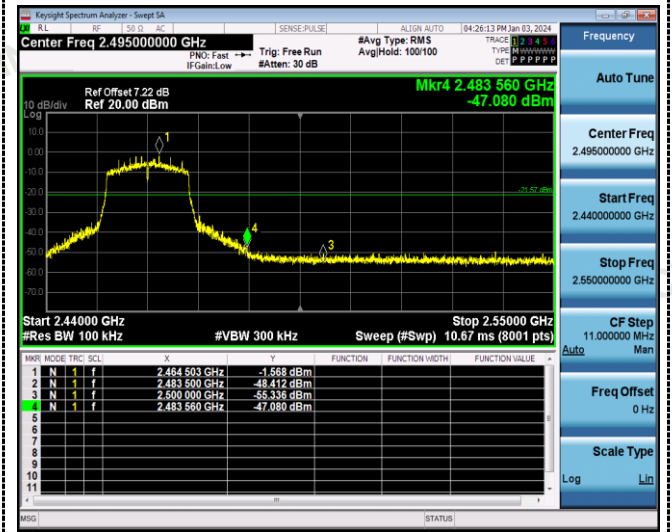 Keysight Spectrum Analyzer - Swept SA
RL RF 50 Ω AC SENSE:PULSE ALIGN AUTO 04:26:13 PM Jan 03, 2024
Center Freq 2.495000000 GHz
PNO: Fast
IFGain:Low
Trig: Free Run
#Atten: 30 dB
#Avg Type: RMS
Avg|Hold: 100/100
TRACE 1 2 3 4 5 6
TYPE M W W W W W
DET P P P P P P
Ref Offset 7.22 dB
10 dB/div Ref 20.00 dBm
Log
Mkr4 2.483 560 GHz
-47.080 dBm
10.0
0.00
-10.0
-20.0
-30.0
-40.0
-50.0
-60.0
-70.0
1
4
3
-21.57 dBm
Start 2.44000 GHz Stop 2.55000 GHz
#Res BW 100 kHz #VBW 300 kHz Sweep (#Swp) 10.67 ms (8001 pts)
MKR MODE TRC SCL X Y FUNCTION FUNCTION WIDTH FUNCTION VALUE
1 N 1 f 2.464 503 GHz -1.568 dBm
2 N 1 f 2.483 500 GHz -48.412 dBm
3 N 1 f 2.500 000 GHz -55.336 dBm
4 N 1 f 2.483 560 GHz -47.080 dBm
5
6
7
8
9
10
11
MSG STATUS
Frequency
Auto Tune
Center Freq
2.495000000 GHz
Start Freq
2.440000000 GHz
Stop Freq
2.550000000 GHz
CF Step
11.000000 MHz
Auto Man
Freq Offset
0 Hz
Scale Type
Log Lin